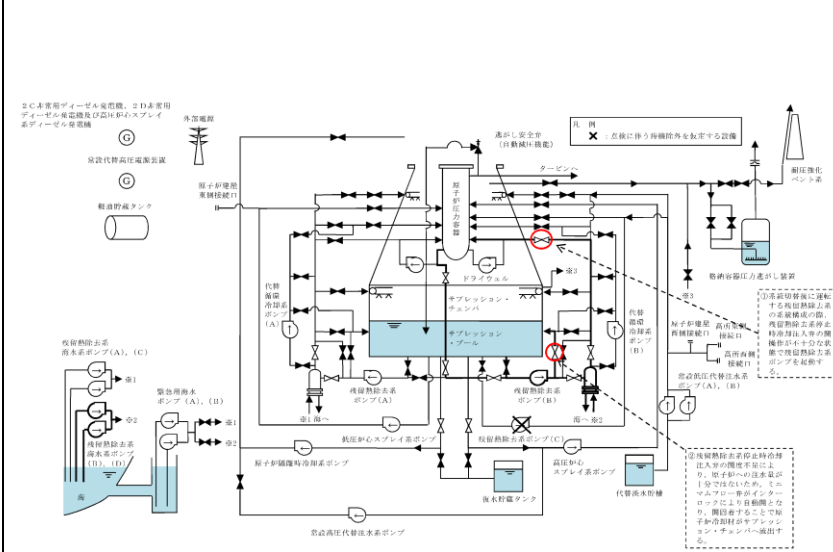 2C非常用ディーゼル発電機、2D非常用
ディーゼル発電機及び高圧炉心スプレイ
系ディーゼル発電機
G
外部電源
常設代替高圧電源装置
G
軽油貯蔵タンク
原子炉建屋
東側接続口
逃がし安全弁
(自動減圧機能)
凡 例
✕ :点検に伴う待機除外を仮定する設備
タービンへ
耐圧強化
ベント系
原子炉圧力容器
ドライウェル
※3
格納容器圧力逃がし装置
※3
代替
循環
冷却系
ポンプ
(A)
サプレッション・
チェンバ
サプレッション
・プール
代替
循環
冷却系
ポンプ
(B)
原子炉建屋
西側接続口
高所東側
接続口
高所西側
接続口
常設低圧代替注水系
ポンプ(A)、(B)
①系統切替後に運転
する残留熱除去系
の系統構成の際、
残留熱除去系停止
時冷却注入弁の開
操作が不十分な状
態で残留熱除去系
ポンプを起動す
る。
残留熱除去系
海水系ポンプ(A)、(C)
※1
※2
残留熱除去系
海水系ポンプ
(B)、(D)
海
緊急用海水
ポンプ(A)、(B)
※1
※2
残留熱除去系
ポンプ(A)
残留熱除去系
ポンプ(B)
※1 海へ
海へ ※2
低圧炉心スプレイ系ポンプ
残留熱除去系ポンプ(C)
原子炉隔離時冷却系ポンプ
高圧炉心
スプレイ系ポンプ
復水貯蔵タンク
代替淡水貯槽
常設高圧代替注水系ポンプ
②残留熱除去系停止時冷却
注入弁の開度不足によ
り、原子炉への注水量が
十分ではないため、ミニ
マムフロー弁がインター
ロックにより自動開とな
り、開固着することで原
子炉冷却材がサプレッシ
ョン・チェンバへ流出す
る。